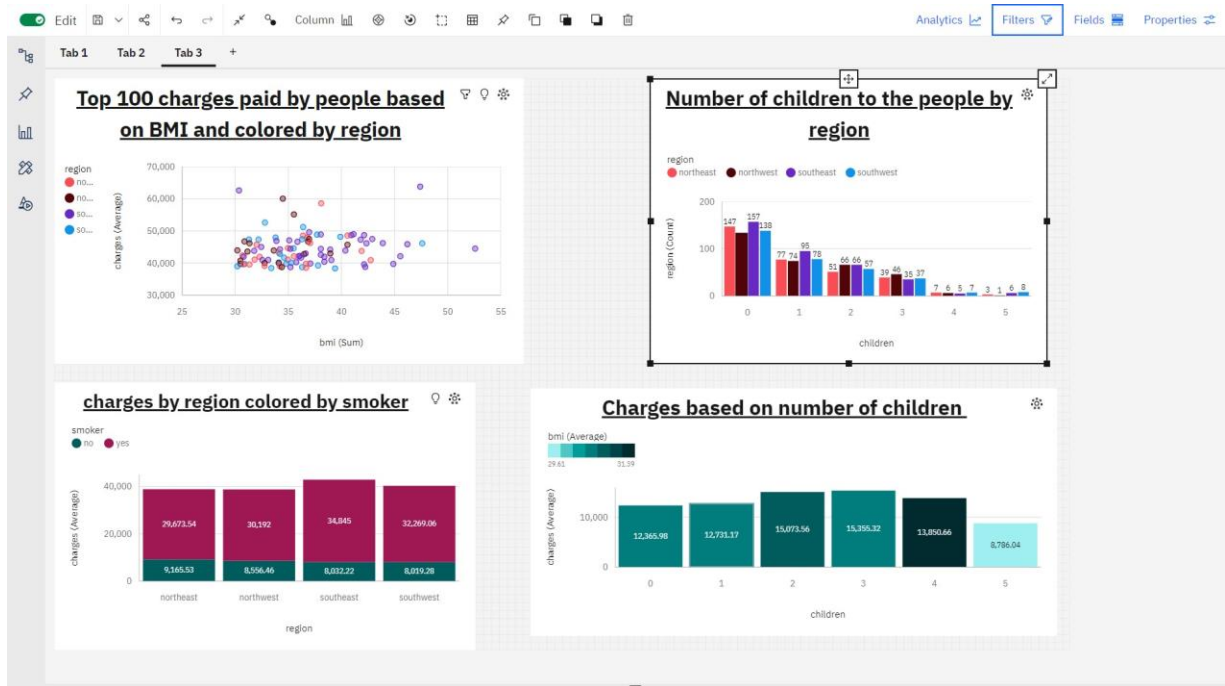 Edit
Column
Analytics
Filters
Fields
Properties
Tab 1 Tab 2 Tab 3 +
Top 100 charges paid by people based
on BMI and colored by region
region
no...
no...
so...
so...
charges (Average)
70,000
60,000
50,000
40,000
30,000
25 30 35 40 45 50 55
bmi (Sum)
Number of children to the people by
region
region
northeast northwest southeast southwest
region (Count)
200
100
0
147 157 138
77 74 95 78
51 66 66 57
39 46 35 37
7 6 5 7
3 1 6 8
0 1 2 3 4 5
children
charges by region colored by smoker
smoker
no yes
charges (Average)
40,000
20,000
0
29,673.54 30,192 34,845 32,269.06
9,165.53 8,556.46 8,032.22 8,019.28
northeast northwest southeast southwest
region
Charges based on number of children
bmi (Average)
29.61 31.39
charges (Average)
10,000
0
12,365.98 12,731.17 15,073.56 15,355.32 13,850.66 8,786.04
0 1 2 3 4 5
children